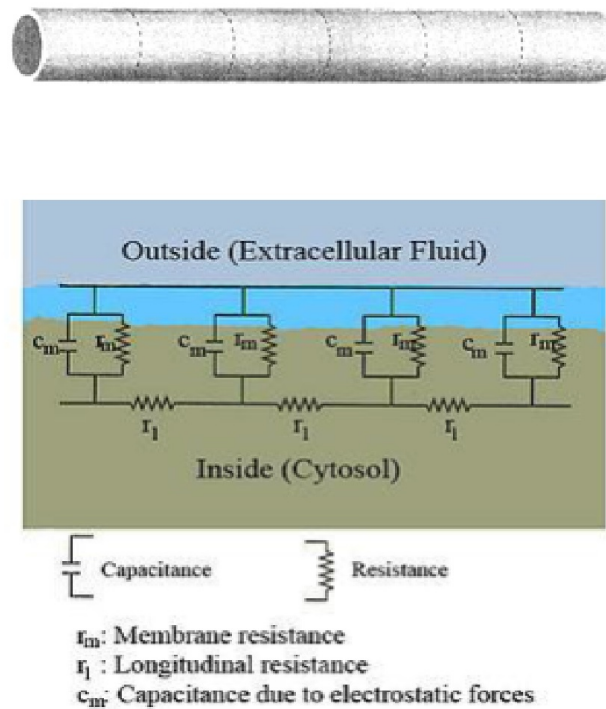 Outside (Extracellular Fluid)
cm rm cm rm cm rm cm rm
rl rl rl
Inside (Cytosol)
Capacitance Resistance
rm: Membrane resistance
rl : Longitudinal resistance
cm: Capacitance due to electrostatic forces